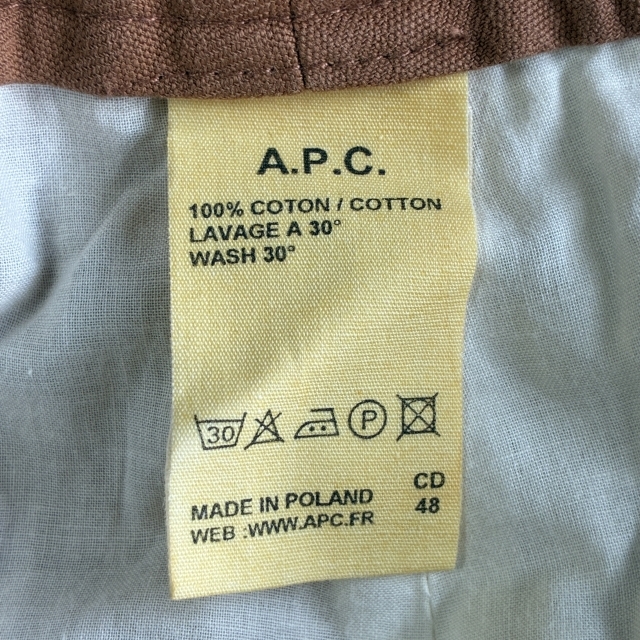 A.P.C.
100% COTON / COTTON
LAVAGE A 30°
WASH 30°
30 P
MADE IN POLAND CD
WEB :WWW.APC.FR 48